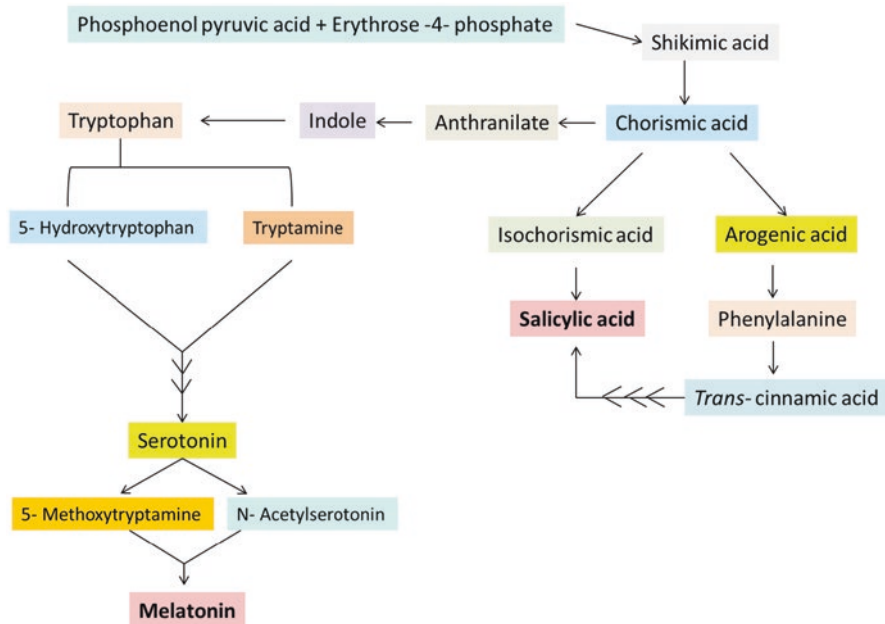 Phosphoenol pyruvic acid + Erythrose -4- phosphate
Shikimic acid
Tryptophan
Indole
Anthranilate
Chorismic acid
5- Hydroxytryptophan
Tryptamine
Isochorismic acid
Arogenic acid
Salicylic acid
Phenylalanine
Trans- cinnamic acid
Serotonin
5- Methoxytryptamine
N- Acetylserotonin
Melatonin